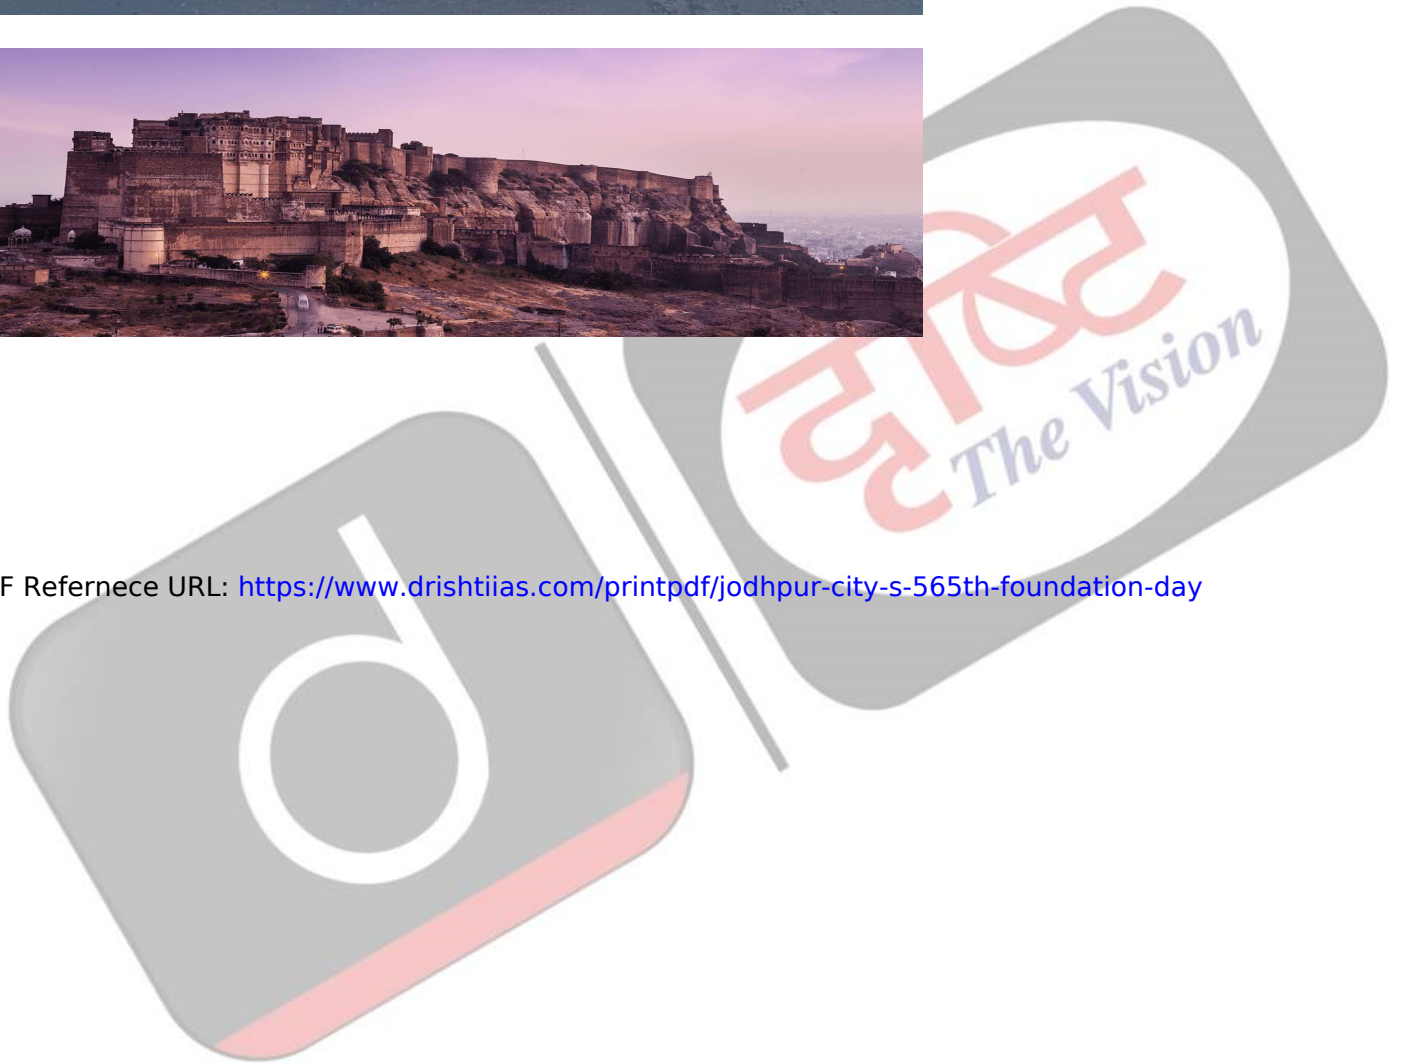 दृष्टि
The Vision
F Refernece URL: https://www.drishtiias.com/printpdf/jodhpur-city-s-565th-foundation-day